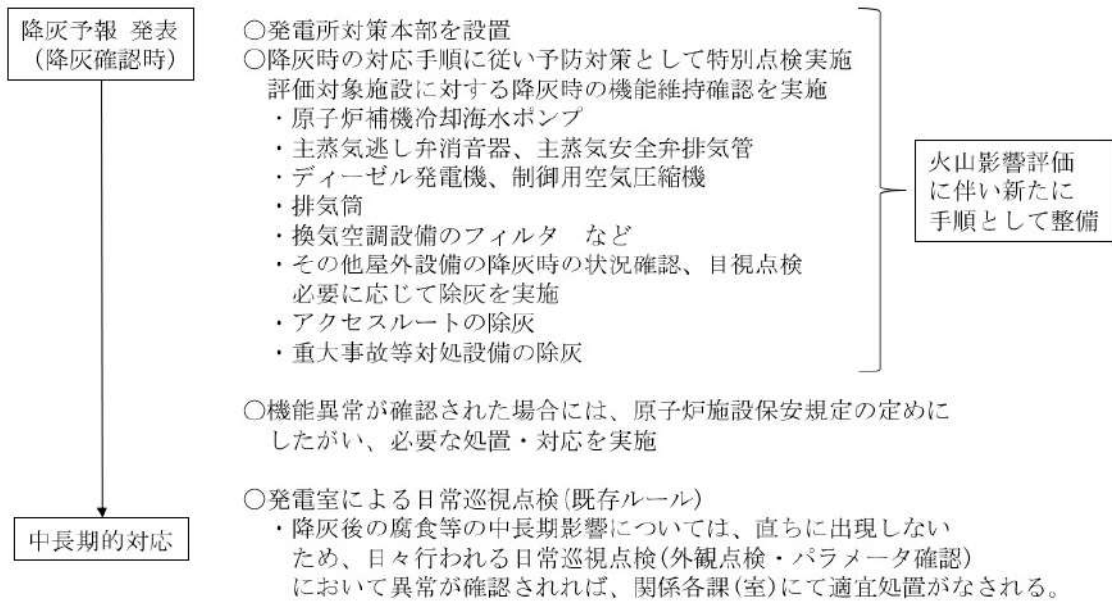 降灰予報 発表
(降灰確認時)
○発電所対策本部を設置
○降灰時の対応手順に従い予防対策として特別点検実施
評価対象施設に対する降灰時の機能維持確認を実施
・原子炉補機冷却海水ポンプ
・主蒸気逃し弁消音器、主蒸気安全弁排気管
・ディーゼル発電機、制御用空気圧縮機
・排気筒
・換気空調設備のフィルタ など
・その他屋外設備の降灰時の状況確認、目視点検
必要に応じて除灰を実施
・アクセスルートの除灰
・重大事故等対処設備の除灰
火山影響評価
に伴い新たに
手順として整備
○機能異常が確認された場合には、原子炉施設保安規定の定めに
したがい、必要な処置・対応を実施
中長期的対応
○発電室による日常巡視点検(既存ルール)
・降灰後の腐食等の中長期影響については、直ちに出現しない
ため、日々行われる日常巡視点検(外観点検・パラメータ確認)
において異常が確認されれば、関係各課(室)にて適宜処置がなされる。